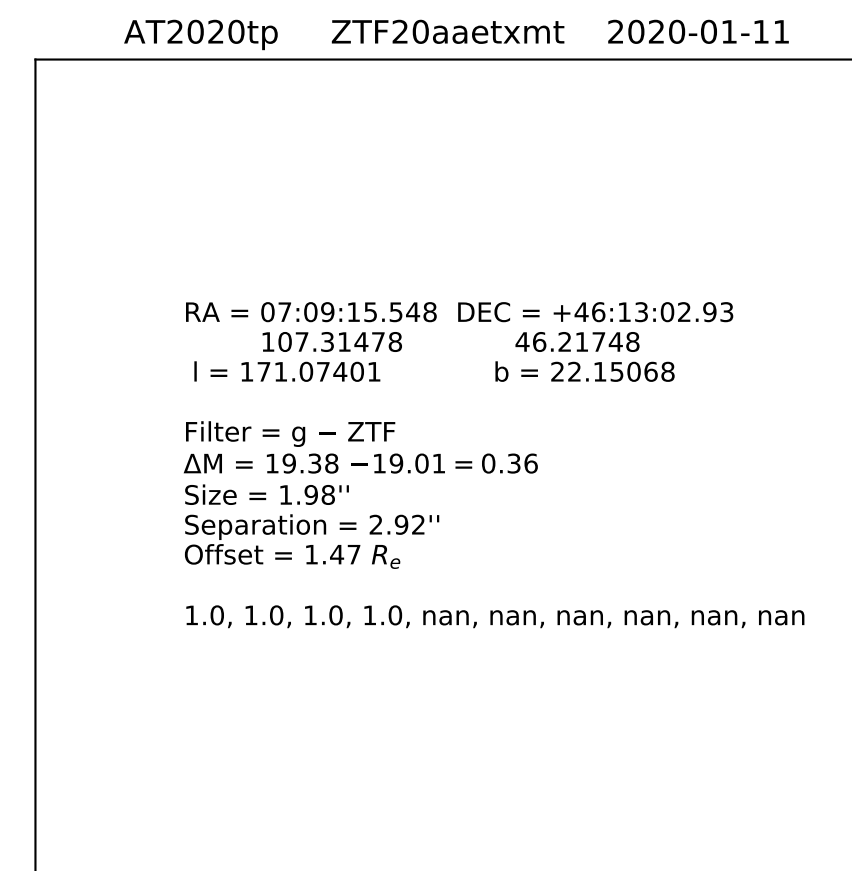 AT2020tp ZTF20aaetxmt 2020-01-11
RA = 07:09:15.548 DEC = +46:13:02.93
107.31478 46.21748
l = 171.07401 b = 22.15068
Filter = g − ZTF
ΔM = 19.38 −19.01 = 0.36
Size = 1.98''
Separation = 2.92''
Offset = 1.47 Rₑ
1.0, 1.0, 1.0, 1.0, nan, nan, nan, nan, nan, nan